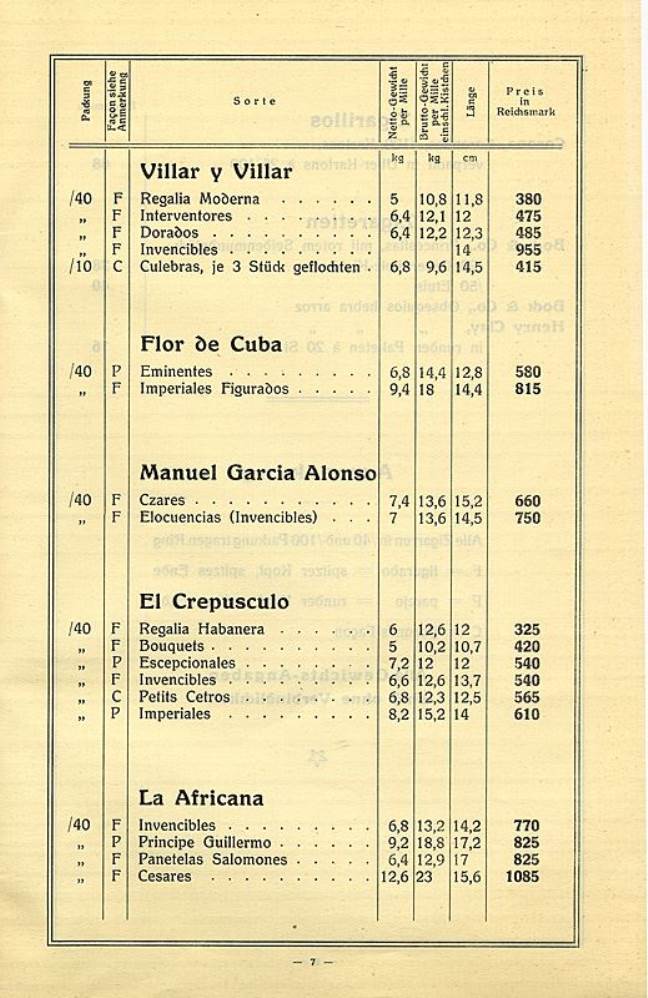 Packung
Façon siehe Anmerkung
Sorte
Netto-Gewicht per Mille
Brutto-Gewicht per Mille einschl. Kistchen
Länge
Preis in Reichsmark
kg kg cm
Villar y Villar
/40 F Regalia Moderna . . . . . . 5 10,8 11,8 380
„ F Interventores . . . . . . . . 6,4 12,1 12 475
„ F Dorados . . . . . . . . . 6,4 12,2 12,3 485
„ F Invencibles . . . . . . . . . 14 955
/10 C Culebras, je 3 Stück geflochten . 6,8 9,6 14,5 415
Flor de Cuba
/40 P Eminentes . . . . . . . . . 6,8 14,4 12,8 580
„ F Imperiales Figurados . . . . . 9,4 18 14,4 815
Manuel Garcia Alonso
/40 F Czares . . . . . . . . . . . 7,4 13,6 15,2 660
„ F Elocuencias (Invencibles) . . . 7 13,6 14,5 750
El Crepusculo
/40 F Regalia Habanera . . . . . . 6 12,6 12 325
„ F Bouquets . . . . . . . . . . 5 10,2 10,7 420
„ P Escepcionales . . . . . . . . 7,2 12 12 540
„ F Invencibles . . . . . . . . . 6,6 12,6 13,7 540
„ C Petits Cetros . . . . . . . . 6,8 12,3 12,5 565
„ P Imperiales . . . . . . . . . 8,2 15,2 14 610
La Africana
/40 F Invencibles . . . . . . . . . 6,8 13,2 14,2 770
„ P Principe Guillermo . . . . . . 9,2 18,8 17,2 825
„ F Panetelas Salomones . . . . . 6,4 12,9 17 825
„ F Cesares . . . . . . . . . . 12,6 23 15,6 1085
— 7 —